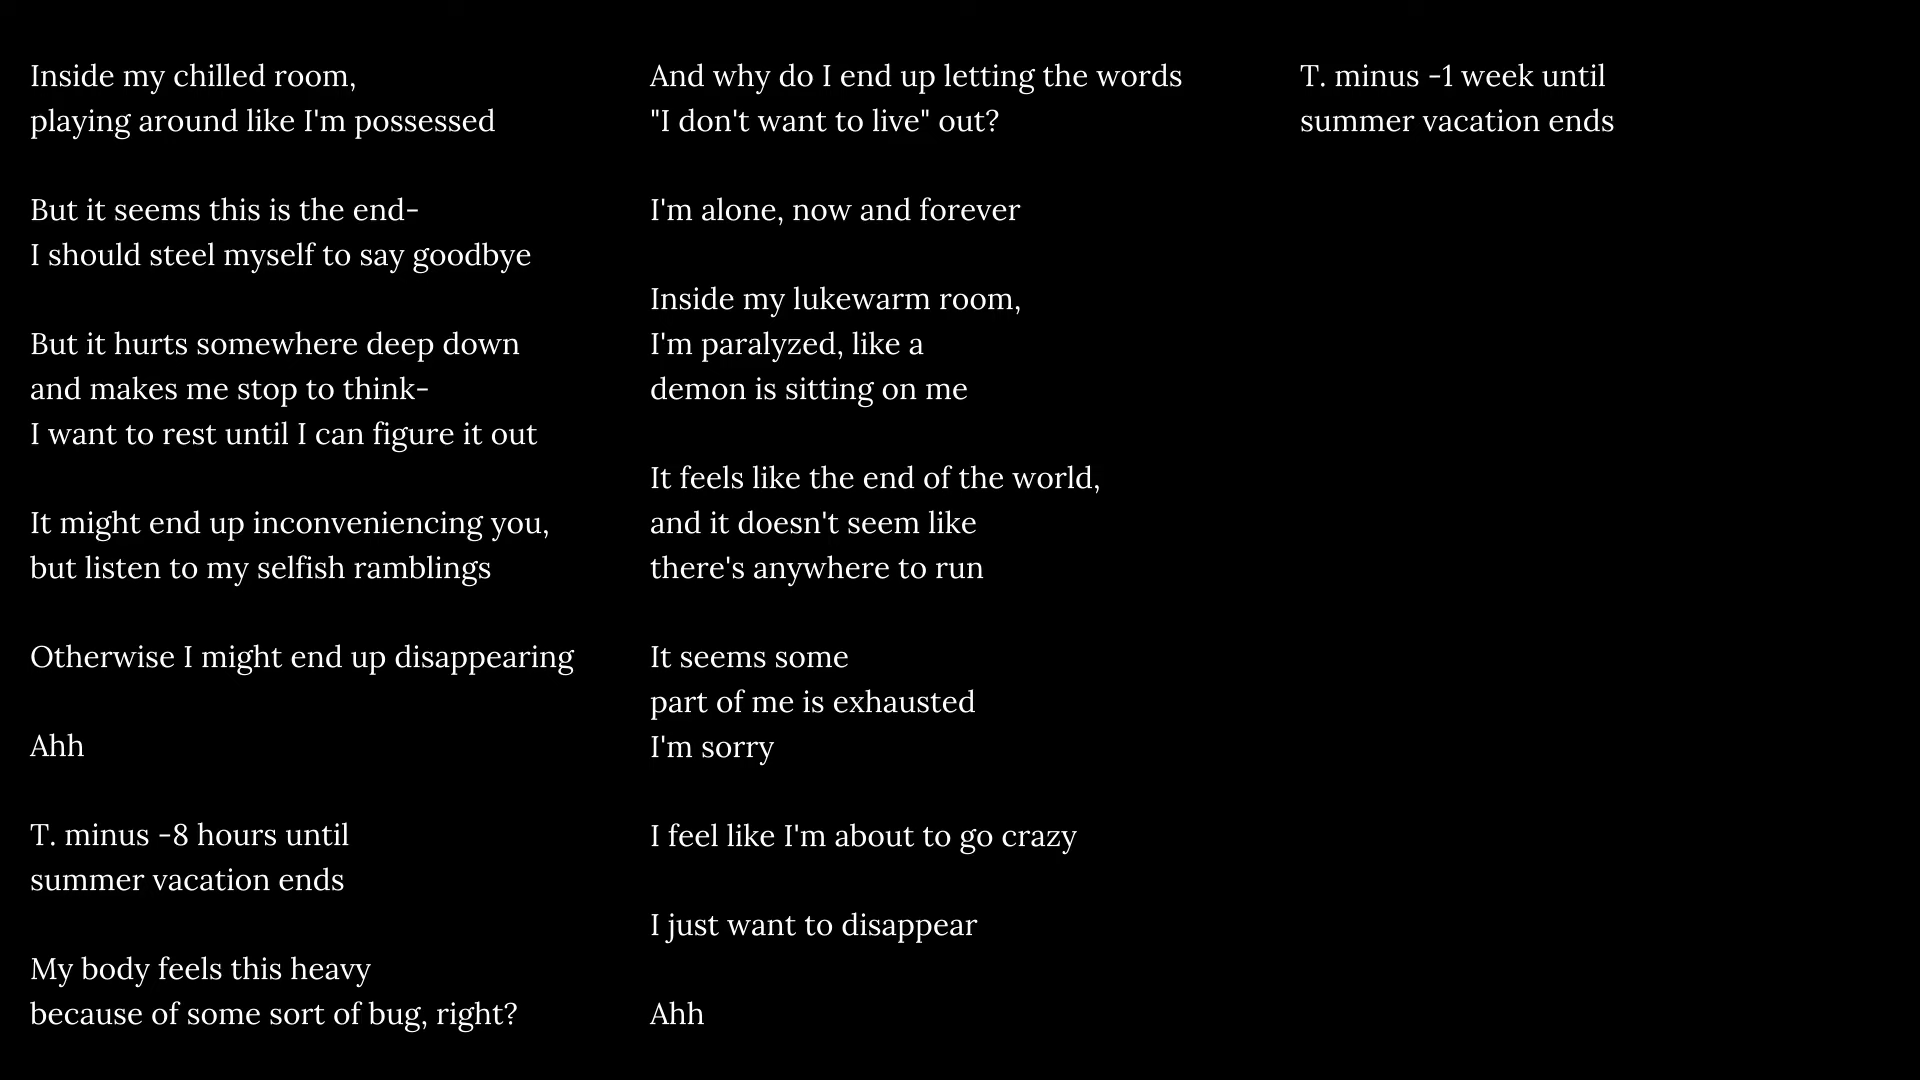 Inside my chilled room,
playing around like I'm possessed
But it seems this is the end-
I should steel myself to say goodbye
But it hurts somewhere deep down
and makes me stop to think-
I want to rest until I can figure it out
It might end up inconveniencing you,
but listen to my selfish ramblings
Otherwise I might end up disappearing
Ahh
T. minus -8 hours until
summer vacation ends
My body feels this heavy
because of some sort of bug, right?
And why do I end up letting the words
"I don't want to live" out?
I'm alone, now and forever
Inside my lukewarm room,
I'm paralyzed, like a
demon is sitting on me
It feels like the end of the world,
and it doesn't seem like
there's anywhere to run
It seems some
part of me is exhausted
I'm sorry
I feel like I'm about to go crazy
I just want to disappear
Ahh
T. minus -1 week until
summer vacation ends